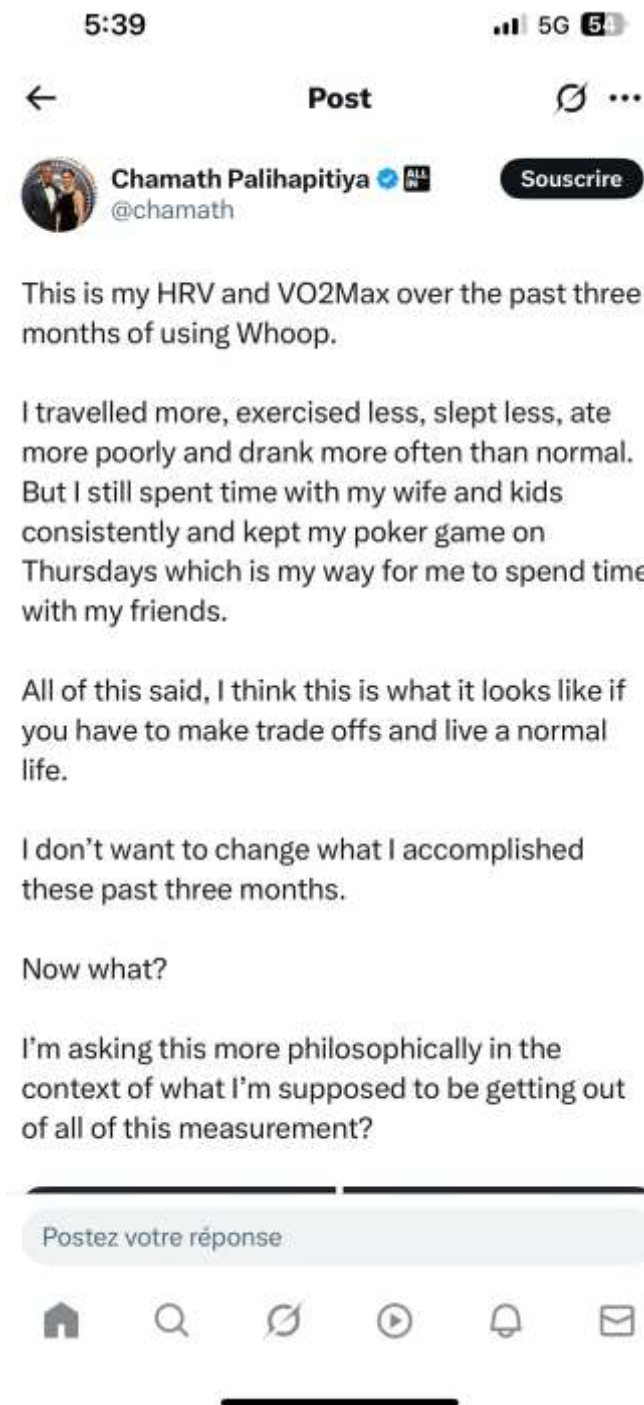 5:39
5G 54
Post
Chamath Palihapitiya ALL IN
@chamath
Souscrire
This is my HRV and VO2Max over the past three
months of using Whoop.
I travelled more, exercised less, slept less, ate
more poorly and drank more often than normal.
But I still spent time with my wife and kids
consistently and kept my poker game on
Thursdays which is my way for me to spend time
with my friends.
All of this said, I think this is what it looks like if
you have to make trade offs and live a normal
life.
I don’t want to change what I accomplished
these past three months.
Now what?
I’m asking this more philosophically in the
context of what I’m supposed to be getting out
of all of this measurement?
Postez votre réponse